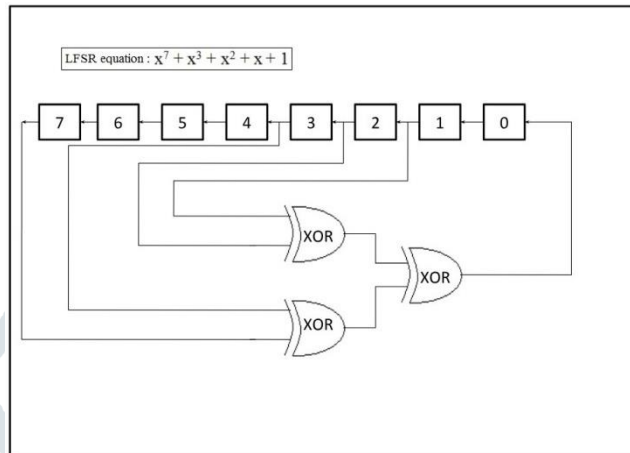 LFSR equation : x⁷ + x³ + x² + x + 1
7 6 5 4 3 2 1 0
XOR
XOR
XOR